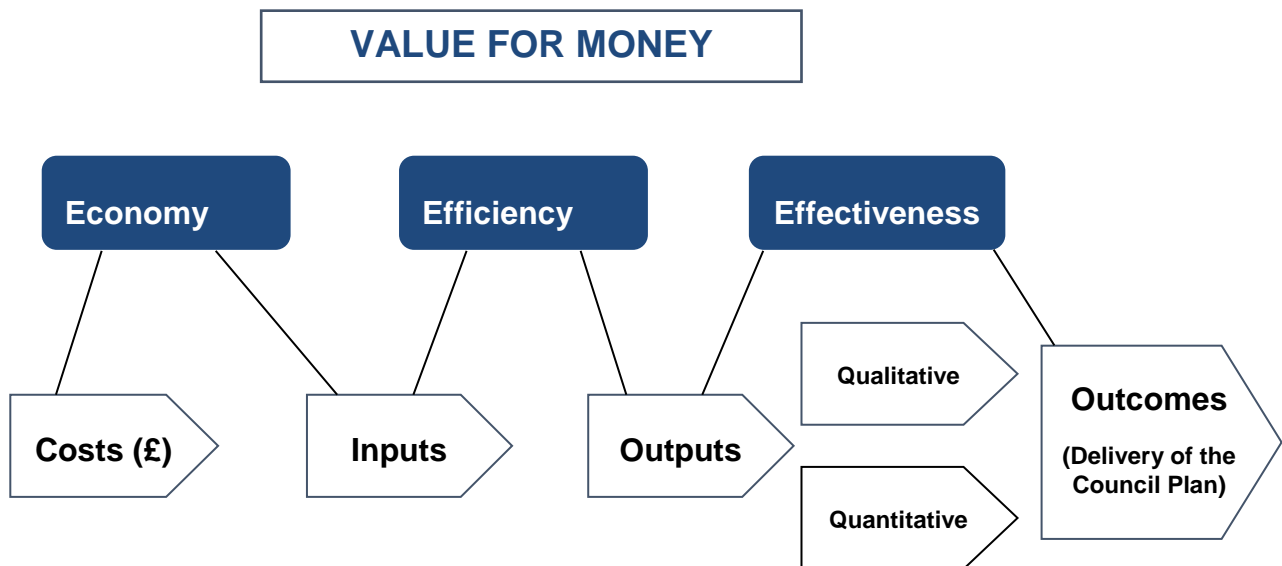 VALUE FOR MONEY
Economy
Efficiency
Effectiveness
Costs (£)
Inputs
Outputs
Qualitative
Quantitative
Outcomes
(Delivery of the
Council Plan)